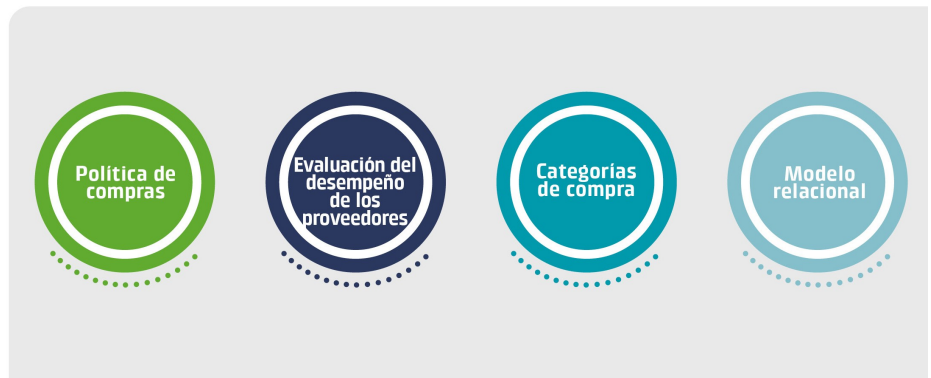 Política de
compras
Evaluación del
desempeño
de los
proveedores
Categorías
de compra
Modelo
relacional